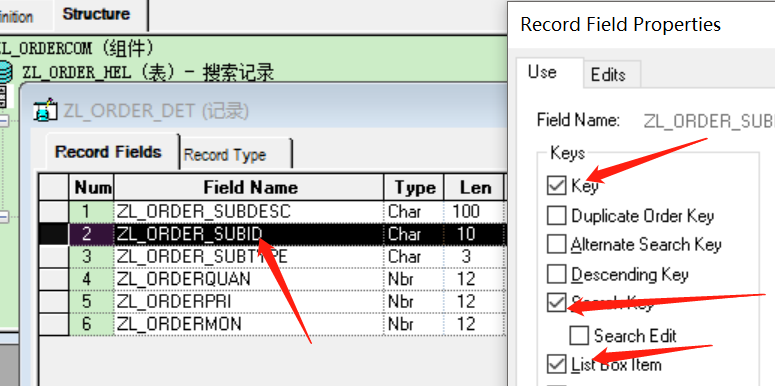 inition
Structure
ZL_ORDERCOM (组件)
ZL_ORDER_HEL (表) - 搜索记录
ZL_ORDER_DET (记录)
Record Fields
Record Type
Num Field Name Type Len
1 ZL_ORDER_SUBDESC Char 100
2 ZL_ORDER_SUBID Char 10
3 ZL_ORDER_SUBTYPE Char 3
4 ZL_ORDERQUAN Nbr 12
5 ZL_ORDERPRI Nbr 12
6 ZL_ORDERMON Nbr 12
Record Field Properties
Use
Edits
Field Name: ZL_ORDER_SUBI
Keys
Key
Duplicate Order Key
Alternate Search Key
Descending Key
Search Key
Search Edit
List Box Item